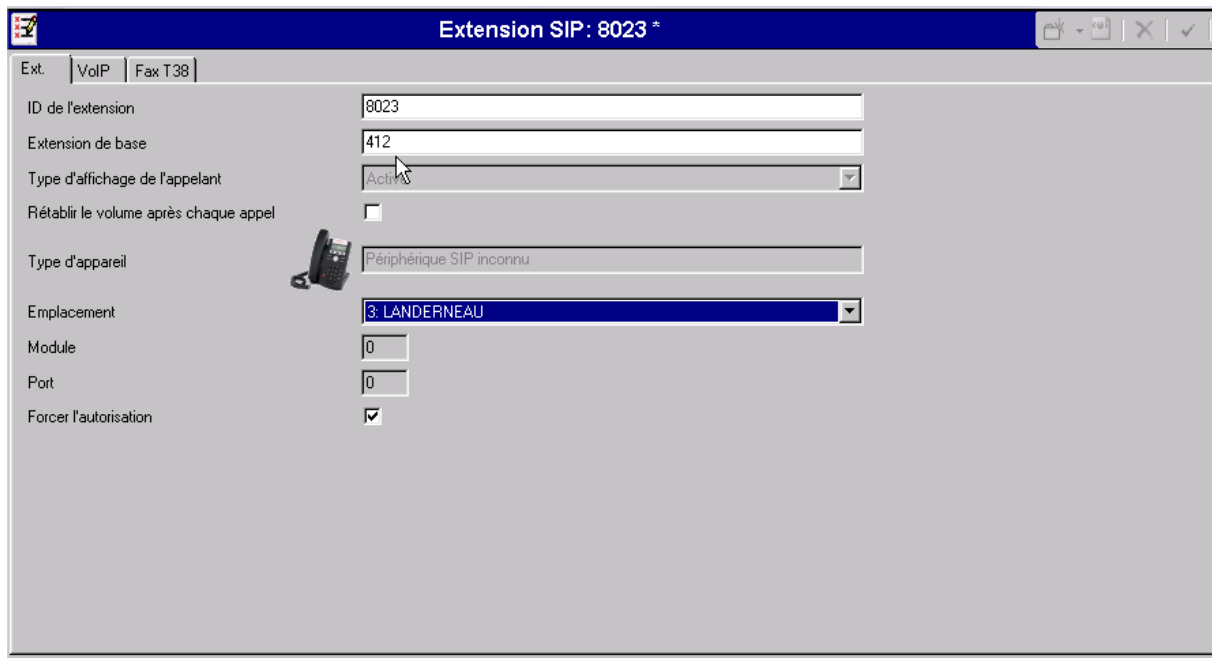 Extension SIP: 8023 *
Ext. VoIP Fax T38
ID de l'extension 8023
Extension de base 412
Type d'affichage de l'appelant Activé
Rétablir le volume après chaque appel
Type d'appareil Périphérique SIP inconnu
Emplacement 3: LANDERNEAU
Module 0
Port 0
Forcer l'autorisation